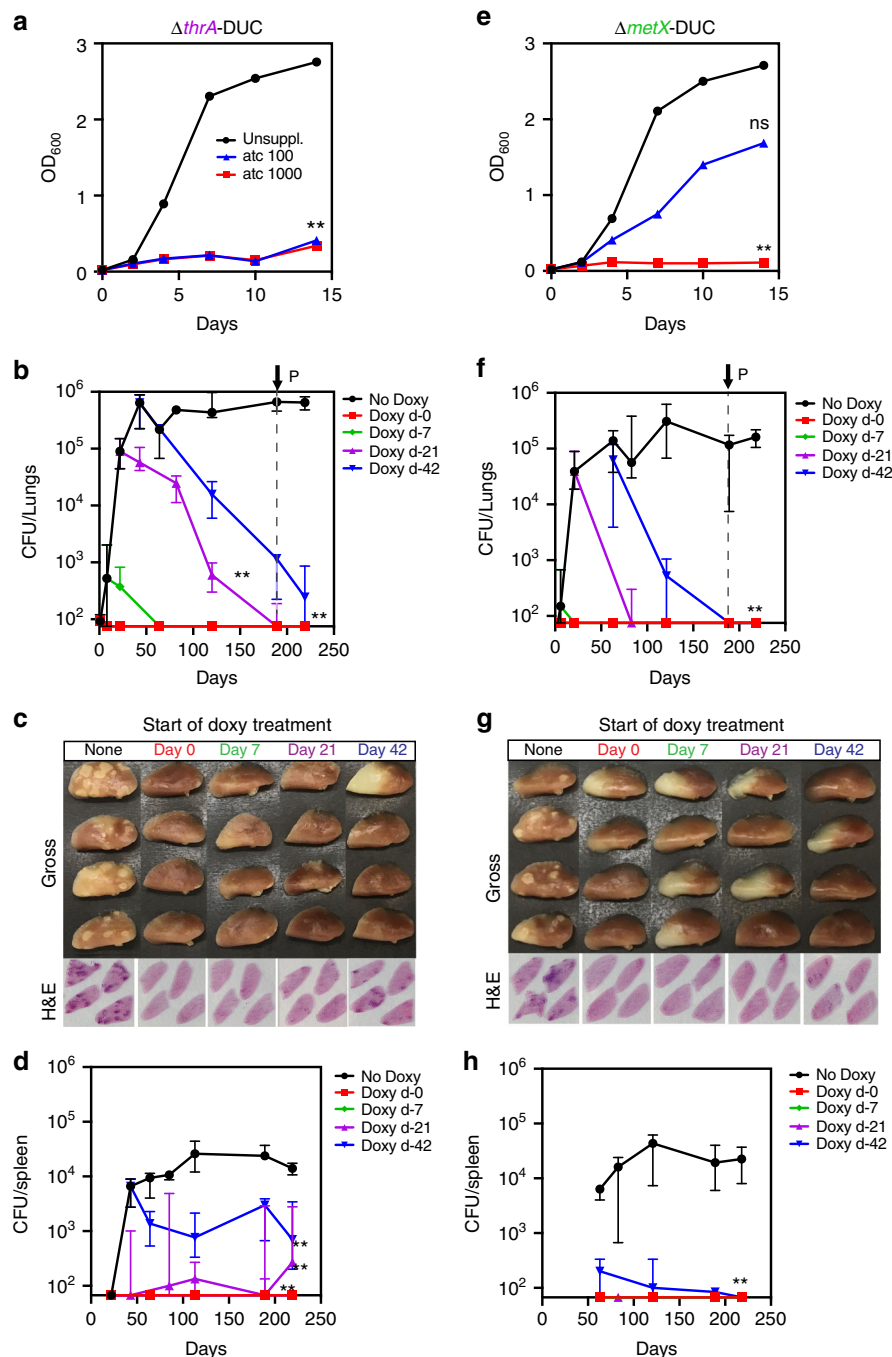 a
ΔthrA-DUC
3
2
1
0
OD600
Unsuppl.
atc 100
atc 1000
**
0 5 10 15
Days
e
ΔmetX-DUC
3
2
1
0
OD600
ns
**
0 5 10 15
Days
b
P
10^6
10^5
10^4
10^3
10^2
CFU/Lungs
No Doxy
Doxy d-0
Doxy d-7
Doxy d-21
Doxy d-42
**
**
0 50 100 150 200 250
Days
f
P
10^6
10^5
10^4
10^3
10^2
CFU/Lungs
No Doxy
Doxy d-0
Doxy d-7
Doxy d-21
Doxy d-42
**
0 50 100 150 200 250
Days
c
Start of doxy treatment
None Day 0 Day 7 Day 21 Day 42
Gross
H&E
g
Start of doxy treatment
None Day 0 Day 7 Day 21 Day 42
Gross
H&E
d
10^6
10^5
10^4
10^3
10^2
CFU/spleen
No Doxy
Doxy d-0
Doxy d-7
Doxy d-21
Doxy d-42
**
**
**
0 50 100 150 200 250
Days
h
10^6
10^5
10^4
10^3
10^2
CFU/spleen
No Doxy
Doxy d-0
Doxy d-7
Doxy d-21
Doxy d-42
**
0 50 100 150 200 250
Days